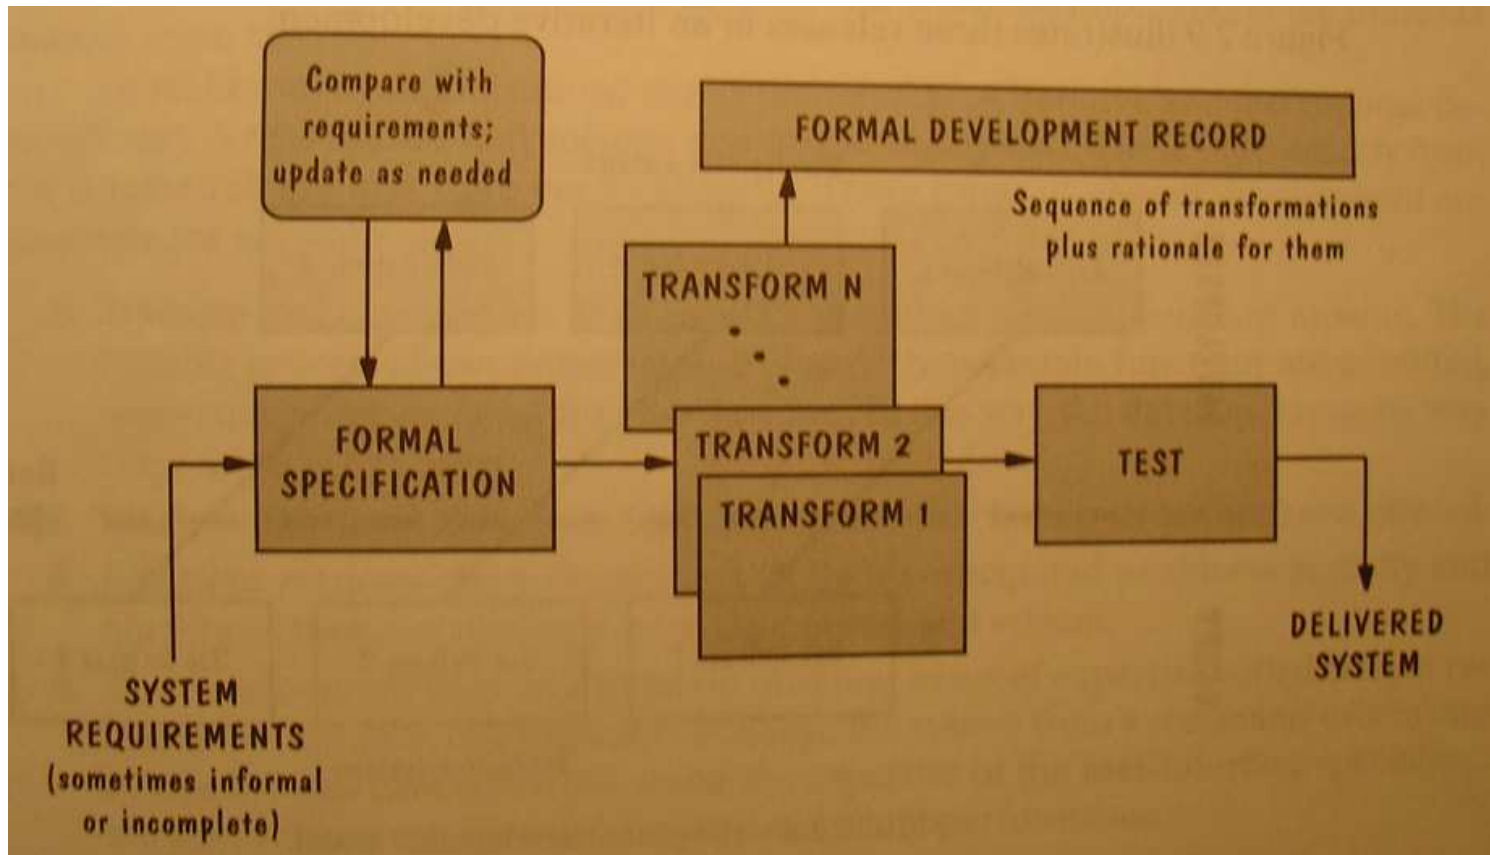 Compare with
requirements;
update as needed
FORMAL DEVELOPMENT RECORD
Sequence of transformations
plus rationale for them
TRANSFORM N
FORMAL
SPECIFICATION
TRANSFORM 2
TRANSFORM 1
TEST
DELIVERED
SYSTEM
SYSTEM
REQUIREMENTS
(sometimes informal
or incomplete)